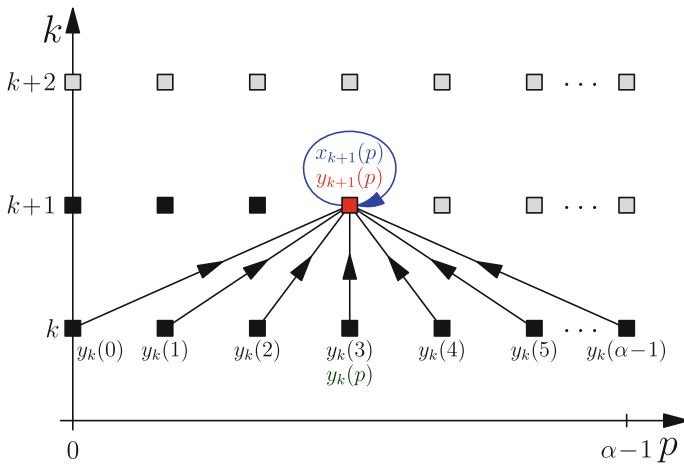 k
k+2
x_{k+1}(p)
y_{k+1}(p)
k+1
···
···
k
···
y_k(0) y_k(1) y_k(2) y_k(3) y_k(4) y_k(5) y_k(α−1)
y_k(p)
0 α−1 p